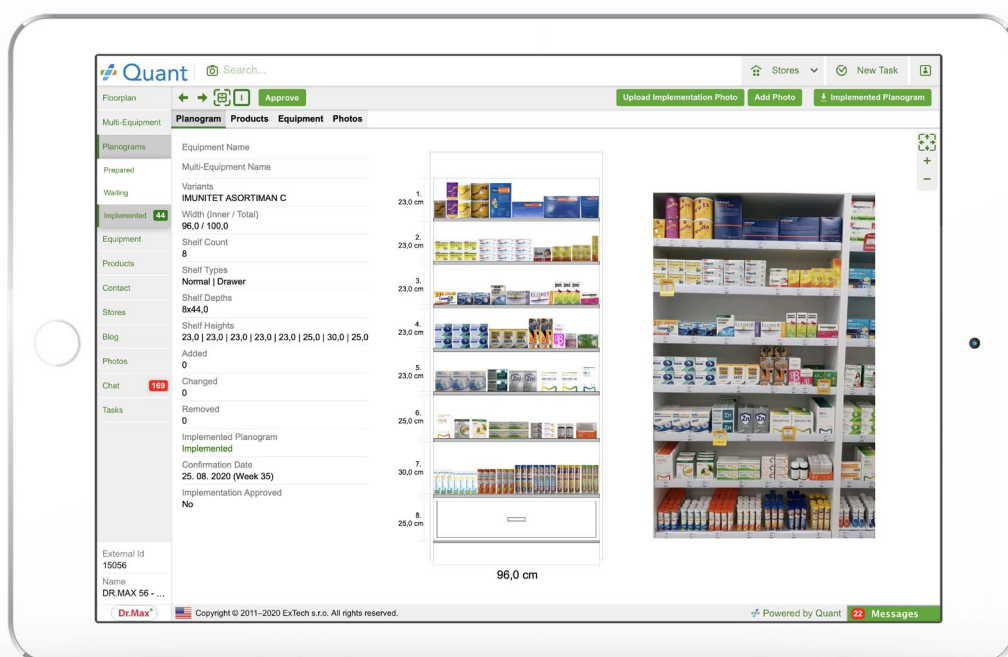 Quant
Search...
Stores
New Task
Floorplan
Multi-Equipment
Planograms
Prepared
Waiting
Implemented 44
Equipment
Products
Contact
Stores
Blog
Photos
Chat 169
Tasks
External Id
15056
Name
DR.MAX 56 - ...
Dr.Max+
Approve
Upload Implementation Photo
Add Photo
Implemented Planogram
Planogram Products Equipment Photos
Equipment Name
Multi-Equipment Name
Variants
IMUNITET ASORTIMAN C
Width (Inner / Total)
96,0 / 100,0
Shelf Count
8
Shelf Types
Normal | Drawer
Shelf Depths
8x44,0
Shelf Heights
23,0 | 23,0 | 23,0 | 23,0 | 23,0 | 25,0 | 30,0 | 25,0
Added
0
Changed
0
Removed
0
Implemented Planogram
Implemented
Confirmation Date
25. 08. 2020 (Week 35)
Implementation Approved
No
1.
23,0 cm
2.
23,0 cm
3.
23,0 cm
4.
23,0 cm
5.
23,0 cm
6.
25,0 cm
7.
30,0 cm
8.
25,0 cm
96,0 cm
Copyright © 2011–2020 ExTech s.r.o. All rights reserved.
Powered by Quant
22 Messages